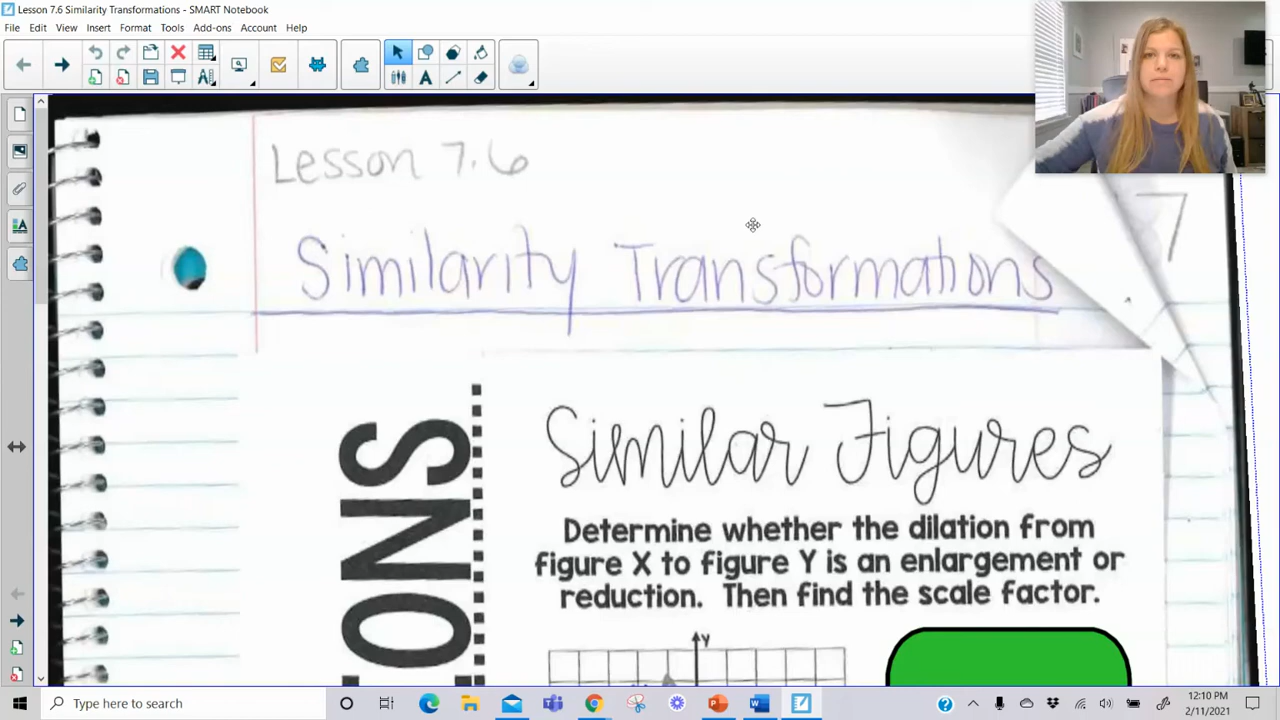 Lesson 7.6 Similarity Transformations - SMART Notebook
File Edit View Insert Format Tools Add-ons Account Help
Lesson 7.6
7
Similarity Transformations
Similar Figures
Determine whether the dilation from
figure X to figure Y is an enlargement or
reduction. Then find the scale factor.
IONS
Y
Type here to search
12:10 PM
2/11/2021